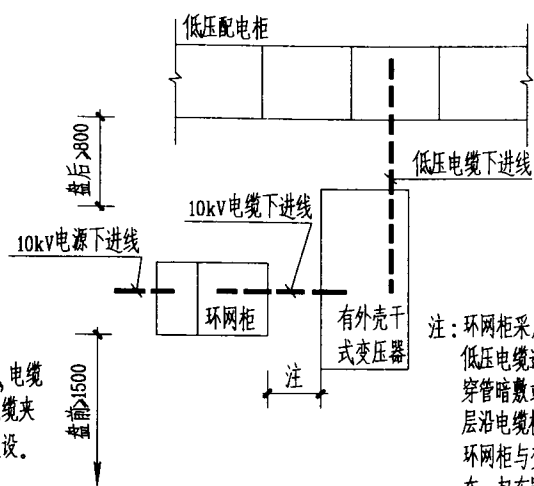 低压配电柜
盘后>800
低压电缆下进线
10kV电缆下进线
10kV电源下进线
环网柜
有外壳干
式变压器
注
盘前>1500
电缆
缆夹
设。
注：环网柜采
低压电缆
穿管暗敷
层沿电缆
环网柜与